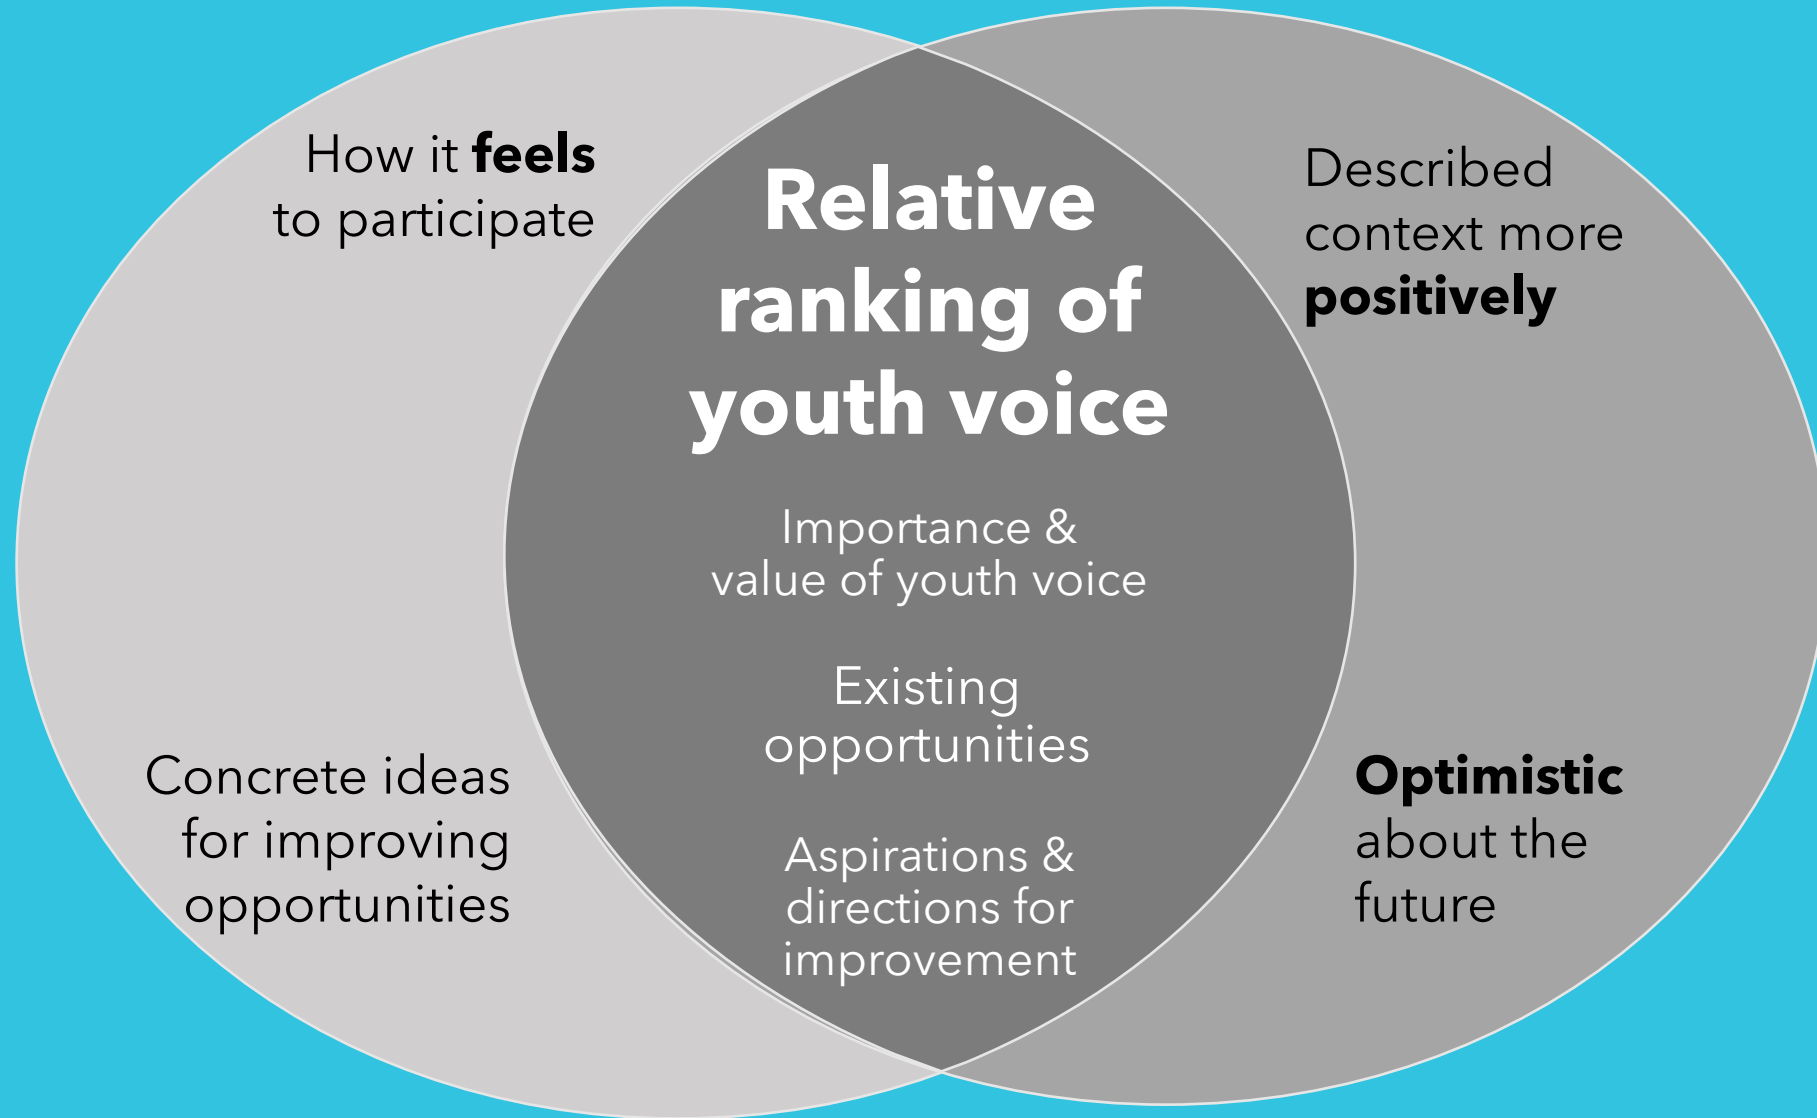 How it feels
to participate
Concrete ideas
for improving
opportunities
Relative
ranking of
youth voice
Importance &
value of youth voice
Existing
opportunities
Aspirations &
directions for
improvement
Described
context more
positively
Optimistic
about the
future